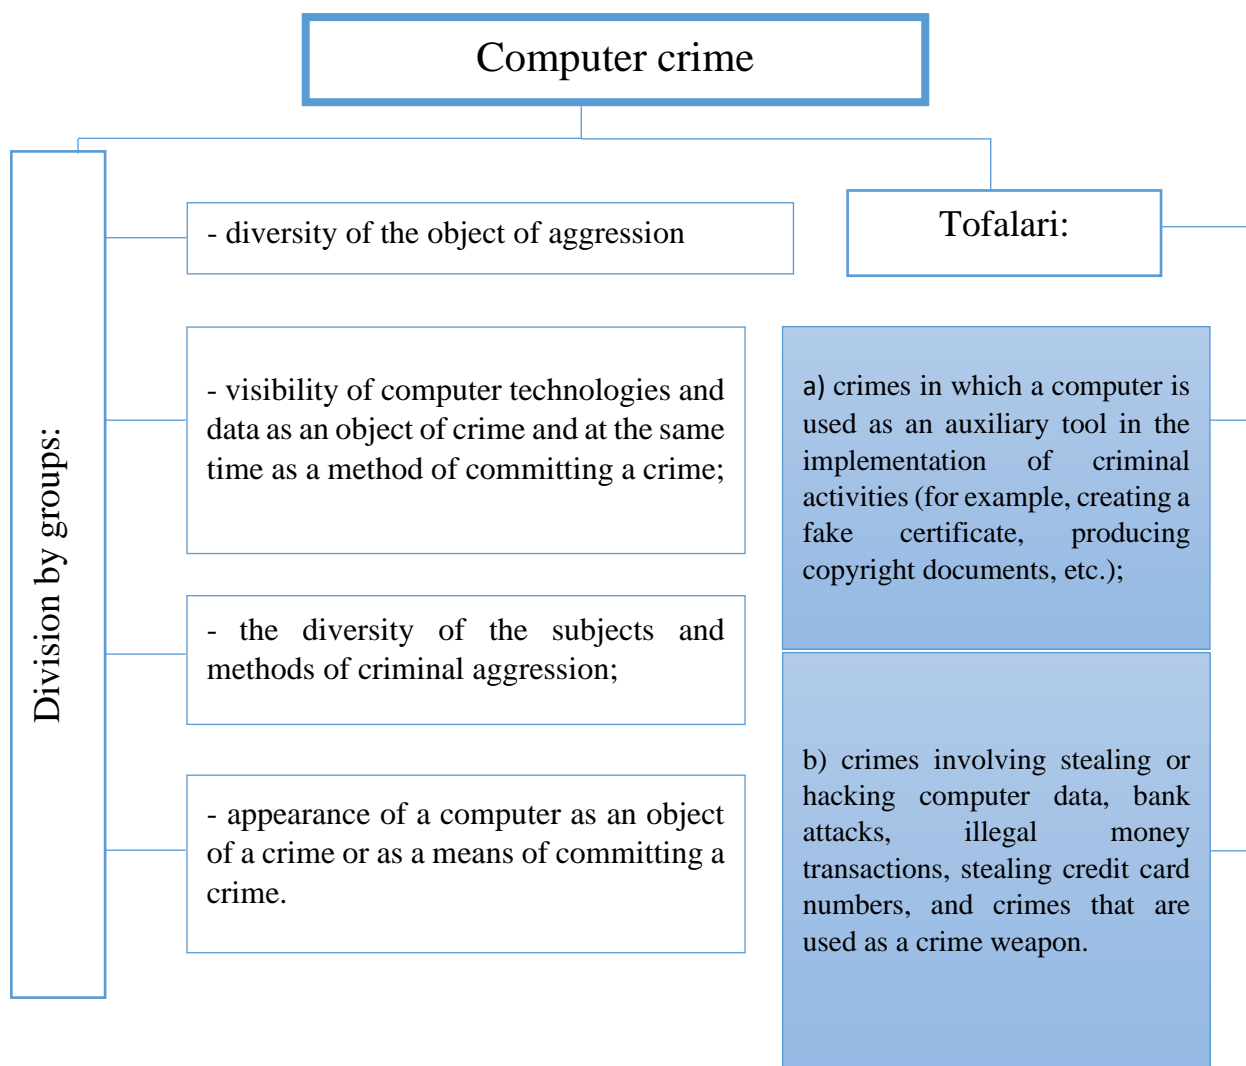 Computer crime
Division by groups:
- diversity of the object of aggression
- visibility of computer technologies and
data as an object of crime and at the same
time as a method of committing a crime;
- the diversity of the subjects and
methods of criminal aggression;
- appearance of a computer as an object
of a crime or as a means of committing a
crime.
Tofalari:
a) crimes in which a computer is
used as an auxiliary tool in the
implementation of criminal
activities (for example, creating a
fake certificate, producing
copyright documents, etc.);
b) crimes involving stealing or
hacking computer data, bank
attacks, illegal money
transactions, stealing credit card
numbers, and crimes that are
used as a crime weapon.